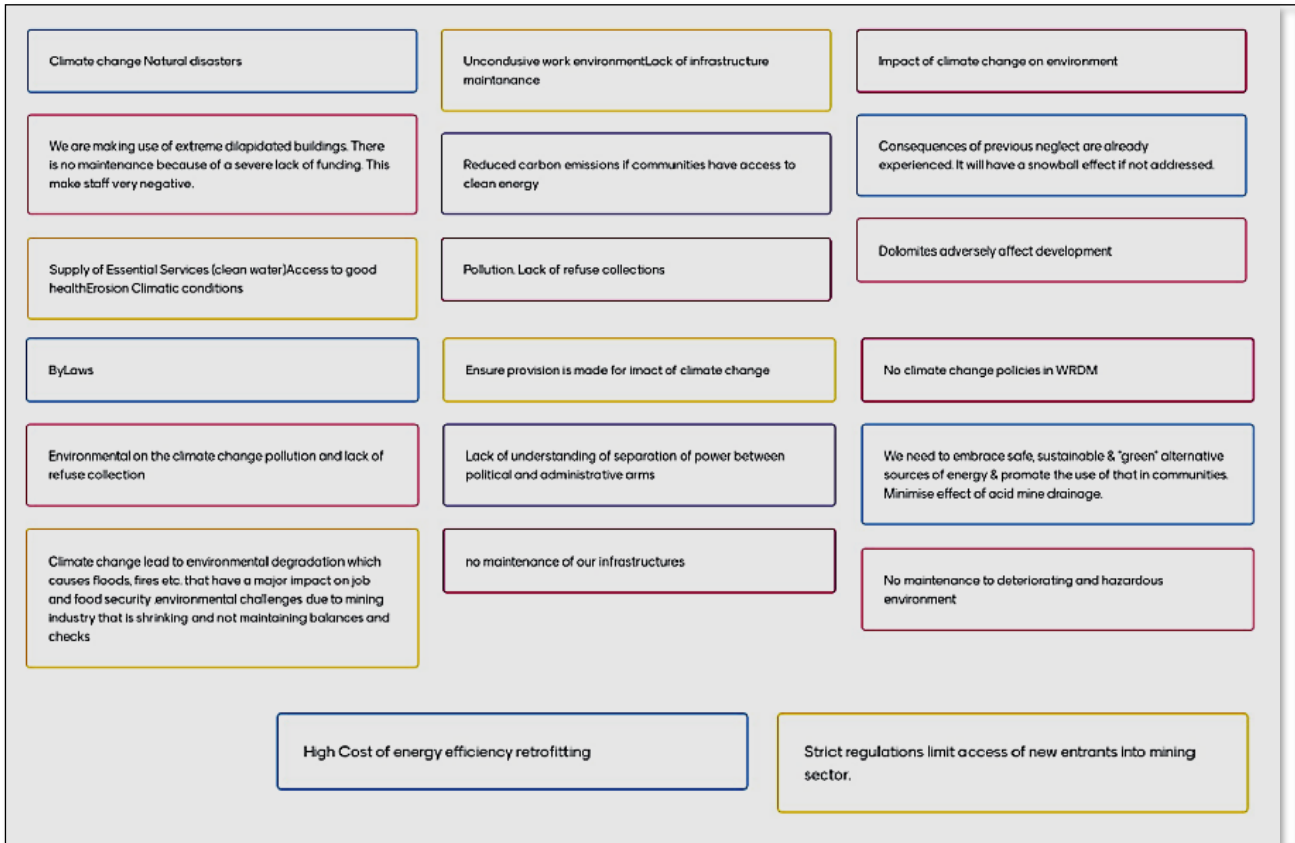 Climate change Natural disasters
We are making use of extreme dilapidated buildings. There
is no maintenance because of a severe lack of funding. This
make staff very negative.
Supply of Essential Services (clean water)Access to good
healthErosion Climatic conditions
Uncondusive work environmentLack of infrastructure
maintanance
Reduced carbon emissions if communities have access to
clean energy
Pollution. Lack of refuse collections
Impact of climate change on environment
Consequences of previous neglect are already
experienced. It will have a snowball effect if not addressed.
Dolomites adversely affect development
ByLaws
Environmental on the climate change pollution and lack of
refuse collection
Climate change lead to environmental degradation which
causes floods, fires etc. that have a major impact on job
and food security .environmental challenges due to mining
industry that is shrinking and not maintaining balances and
checks
Ensure provision is made for imact of climate change
Lack of understanding of separation of power between
political and administrative arms
no maintenance of our infrastructures
No climate change policies in WRDM
We need to embrace safe, sustainable & "green" alternative
sources of energy & promote the use of that in communities.
Minimise effect of acid mine drainage.
No maintenance to deteriorating and hazardous
environment
High Cost of energy efficiency retrofitting
Strict regulations limit access of new entrants into mining
sector.